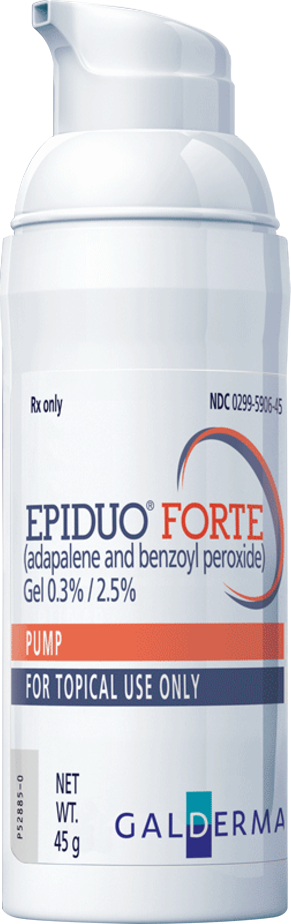 Rx only NDC 0299-5906-45
EPIDUO® FORTE
(adapalene and benzoyl peroxide)
Gel 0.3% / 2.5%
PUMP
FOR TOPICAL USE ONLY
P52885-0
NET
WT.
45 g
GALDERMA